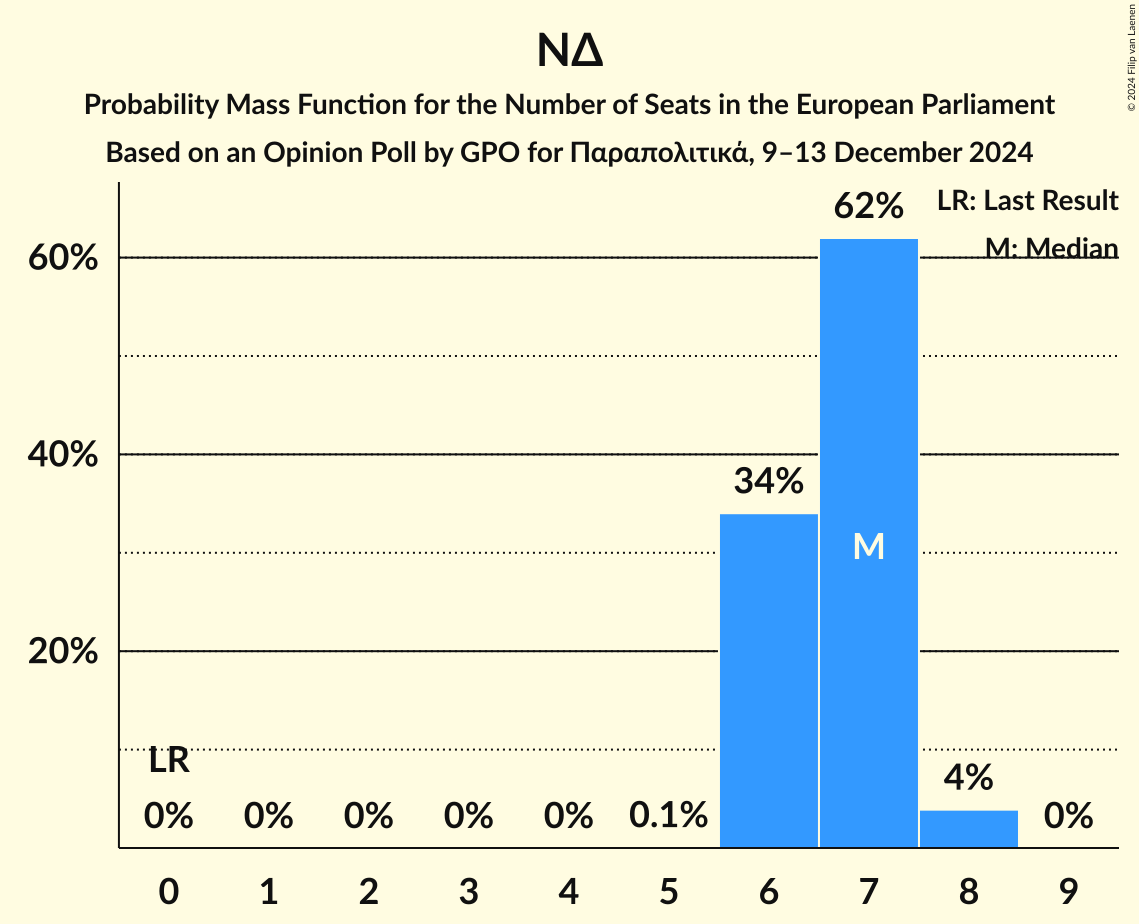 ΝΔ
Probability Mass Function for the Number of Seats in the European Parliament
Based on an Opinion Poll by GPO for Παραπολιτικά, 9–13 December 2024
© 2024 Filip van Laenen
LR: Last Result
M: Median
60%
40%
20%
62%
34%
M
LR
4%
0% 0% 0% 0% 0% 0.1% 0%
0 1 2 3 4 5 6 7 8 9